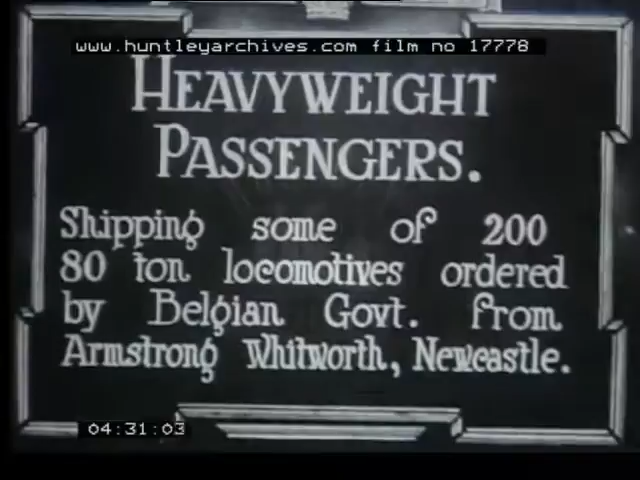 www.huntleyarchives.com film no 17778
HEAVYWEIGHT
PASSENGERS.
Shipping some of 200
80 ton locomotives ordered
by Belgian Govt. from
Armstrong Whitworth, Newcastle.
04:31:03